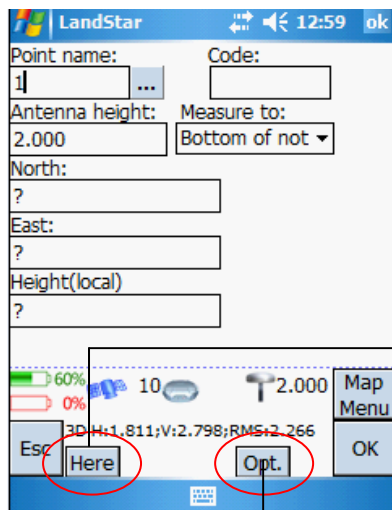 LandStar 12:59 ok
Point name: Code:
1 ...
Antenna height: Measure to:
2.000 Bottom of not
North:
?
East:
?
Height(local)
?
60% 10 2.000 Map Menu
0%
3D H:1.811;V:2.798;RMS:2.266
Esc Here Opt. OK